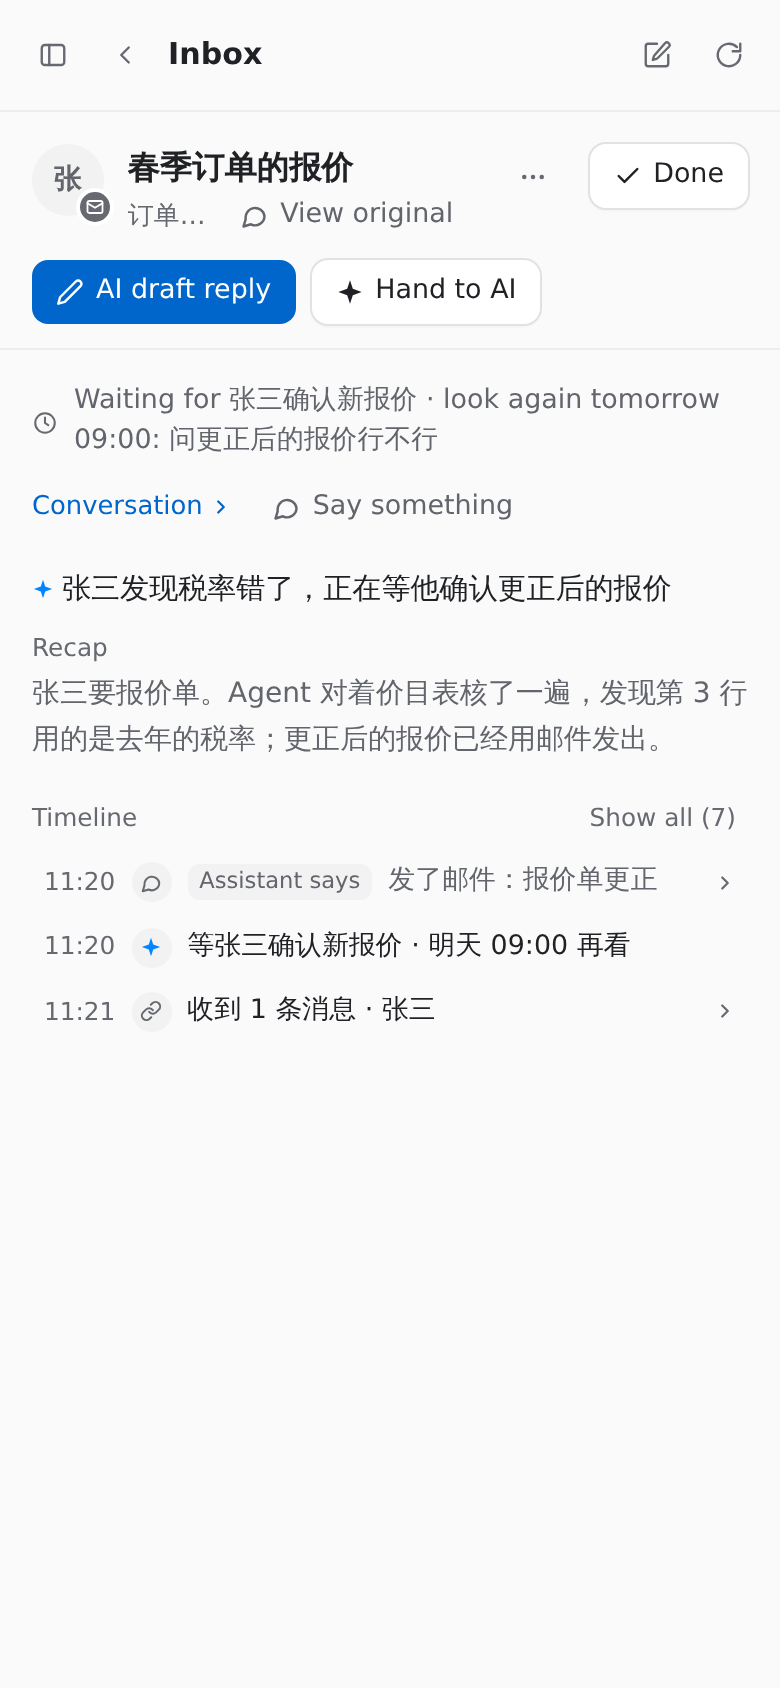 Inbox
张
春季订单的报价
Done
订单…
View original
AI draft reply
Hand to AI
Waiting for 张三确认新报价 · look again tomorrow
09:00: 问更正后的报价行不行
Conversation
Say something
张三发现税率错了，正在等他确认更正后的报价
Recap
张三要报价单。Agent 对着价目表核了一遍，发现第 3 行
用的是去年的税率；更正后的报价已经用邮件发出。
Timeline
Show all (7)
11:20 Assistant says 发了邮件：报价单更正
11:20 等张三确认新报价 · 明天 09:00 再看
11:21 收到 1 条消息 · 张三